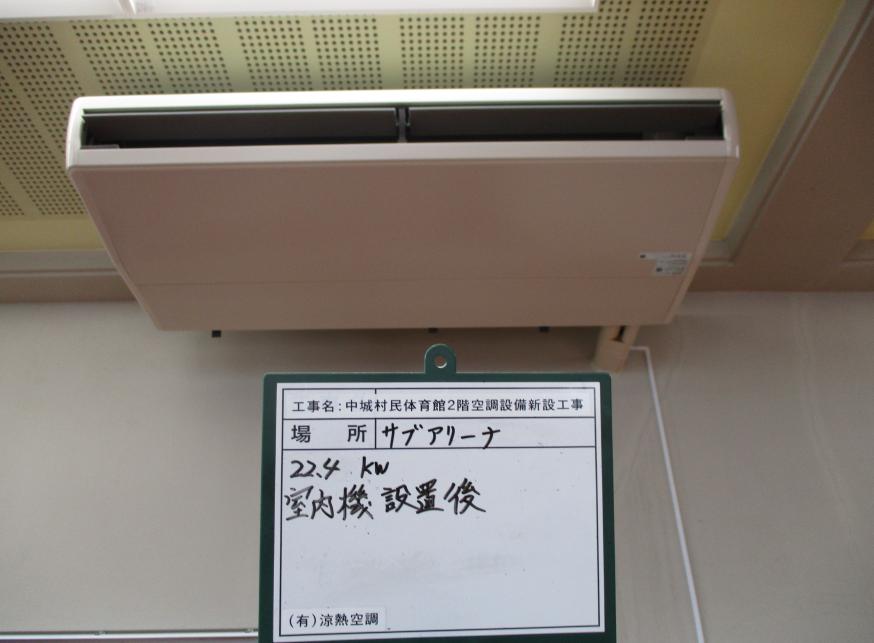 工事名:中城村民体育館2階空調設備新設工事
場 所 サブアリーナ
22.4 kW
室内機 設置後
(有)涼熱空調